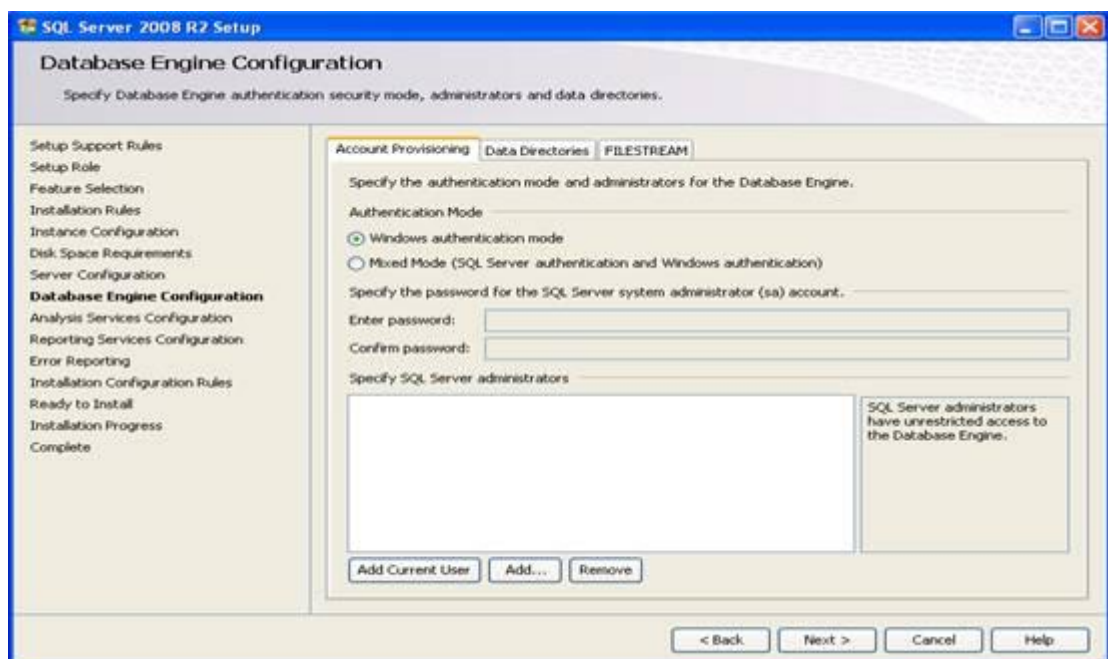 SQL Server 2008 R2 Setup
Database Engine Configuration
Specify Database Engine authentication security mode, administrators and data directories.
Setup Support Rules
Setup Role
Feature Selection
Installation Rules
Instance Configuration
Disk Space Requirements
Server Configuration
Database Engine Configuration
Analysis Services Configuration
Reporting Services Configuration
Error Reporting
Installation Configuration Rules
Ready to Install
Installation Progress
Complete
Account Provisioning Data Directories FILESTREAM
Specify the authentication mode and administrators for the Database Engine.
Authentication Mode
Windows authentication mode
Mixed Mode (SQL Server authentication and Windows authentication)
Specify the password for the SQL Server system administrator (sa) account.
Enter password:
Confirm password:
Specify SQL Server administrators
SQL Server administrators
have unrestricted access to
the Database Engine.
Add Current User Add... Remove
< Back Next > Cancel Help